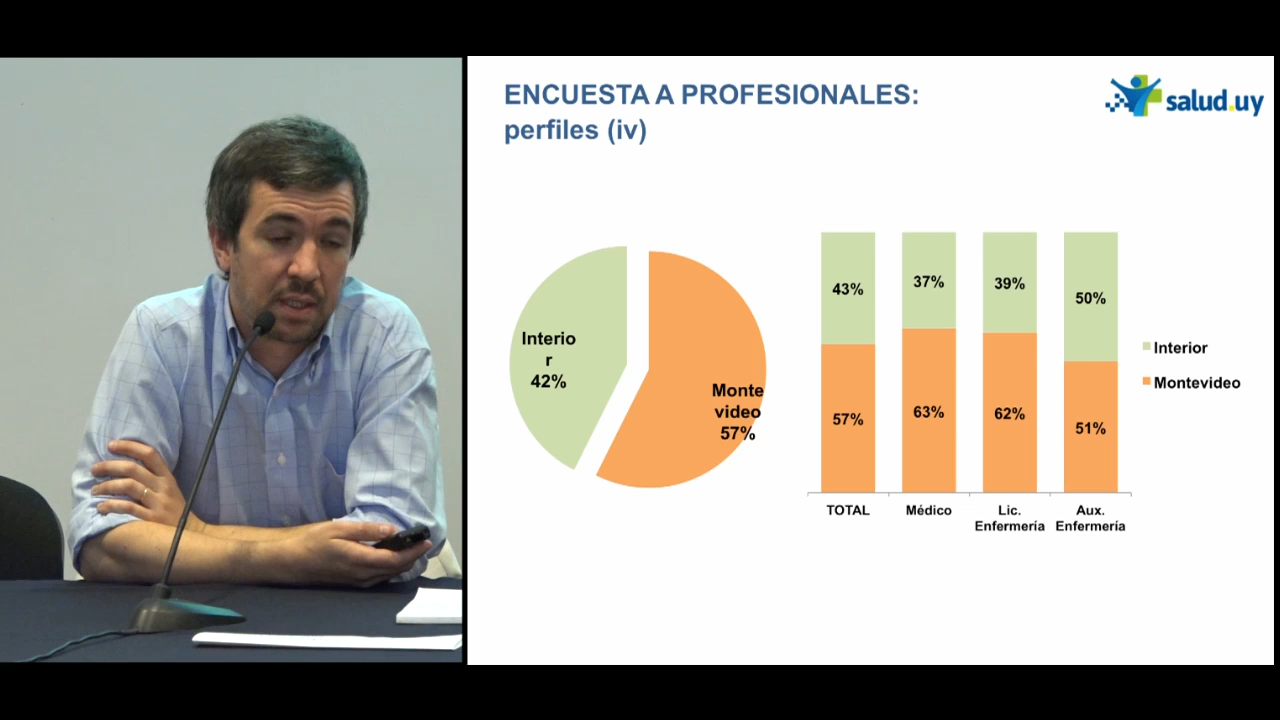 ENCUESTA A PROFESIONALES:
perfiles (iv)
salud.uy
Interio
r
42%
Monte
video
57%
43%
37%
39%
50%
57%
63%
62%
51%
TOTAL
Médico
Lic.
Enfermería
Aux.
Enfermería
Interior
Montevideo